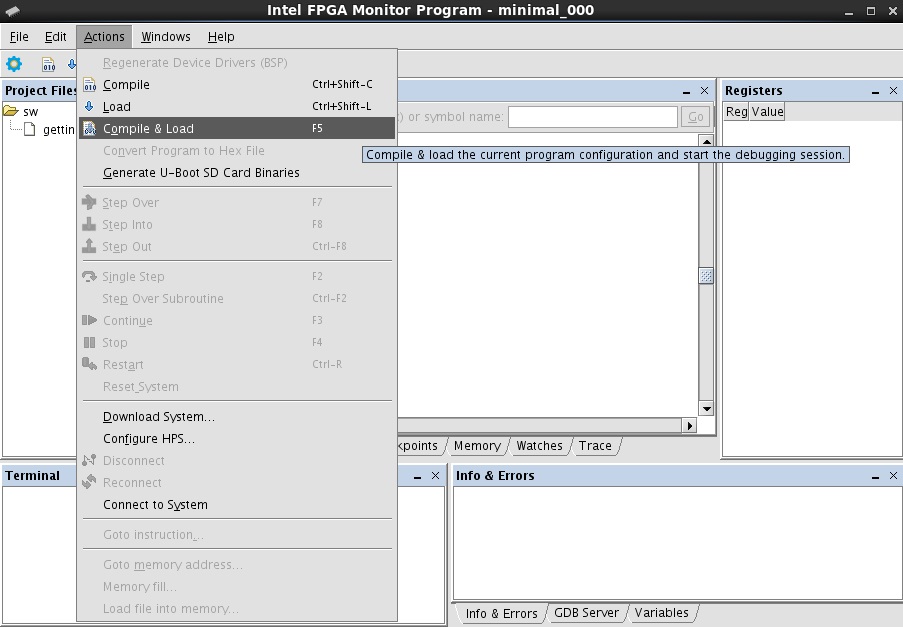 Intel FPGA Monitor Program - minimal_000
File Edit Actions Windows Help
Project Files
sw
gettin
Regenerate Device Drivers (BSP)
Compile Ctrl+Shift-C
Load Ctrl+Shift-L
Compile & Load F5
Convert Program to Hex File
Generate U-Boot SD Card Binaries
Step Over F7
Step Into F8
Step Out Ctrl-F8
Single Step F2
Step Over Subroutine Ctrl-F2
Continue F3
Stop F4
Restart Ctrl-R
Reset System
Download System...
Configure HPS...
Disconnect
Reconnect
Connect to System
Goto instruction...
Goto memory address...
Memory fill...
Load file into memory...
) or symbol name: Go
Compile & load the current program configuration and start the debugging session.
kpoints Memory Watches Trace
Registers
Reg Value
Terminal
Info & Errors
Info & Errors GDB Server Variables